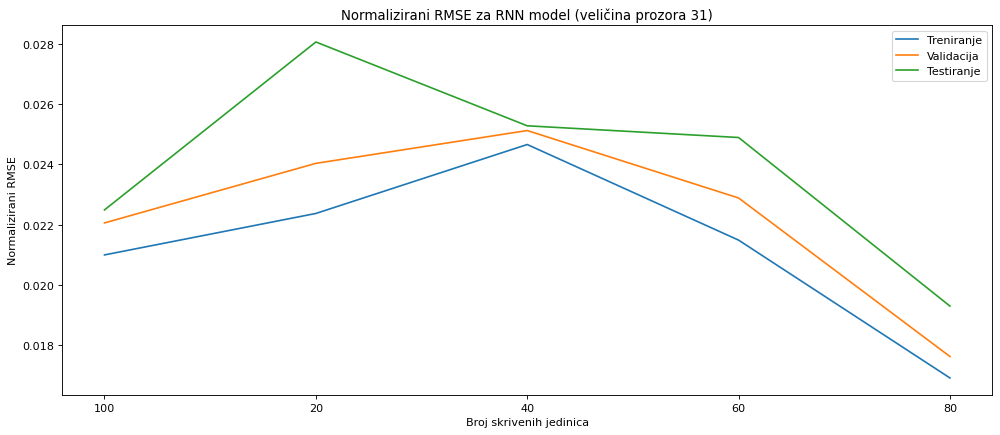 Normalizirani RMSE za RNN model (veličina prozora 31)
Treniranje
Validacija
Testiranje
Normalizirani RMSE
0.028
0.026
0.024
0.022
0.020
0.018
100
20
40
60
80
Broj skrivenih jedinica